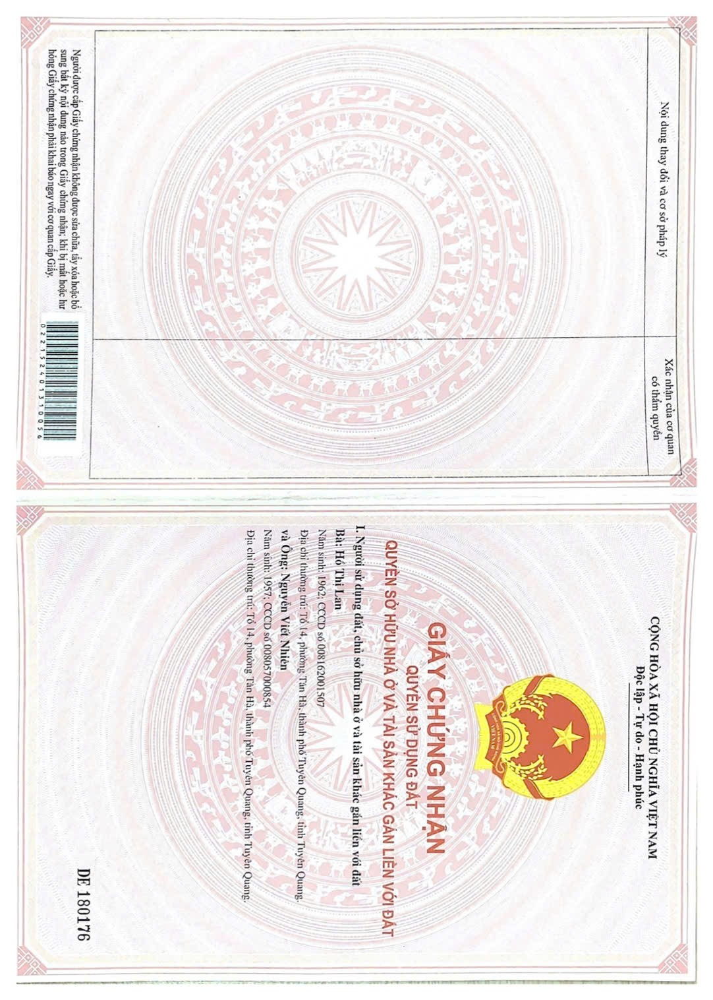 Nội dung thay đổi và cơ sở pháp lý
Xác nhận của cơ quan
có thẩm quyền
Người được cấp Giấy chứng nhận không được sửa chữa, tẩy xóa hoặc bổ
sung bất kỳ nội dung nào trong Giấy chứng nhận; khi bị mất hoặc hư
hỏng Giấy chứng nhận phải khai báo ngay với cơ quan cấp Giấy.
022152401310056
CỘNG HÒA XÃ HỘI CHỦ NGHĨA VIỆT NAM
Độc lập - Tự do - Hạnh phúc
VIỆT NAM
GIẤY CHỨNG NHẬN
QUYỀN SỬ DỤNG ĐẤT
QUYỀN SỞ HỮU NHÀ Ở VÀ TÀI SẢN KHÁC GẮN LIỀN VỚI ĐẤT
I. Người sử dụng đất, chủ sở hữu nhà ở và tài sản khác gắn liền với đất
Bà: Hồ Thị Lan
Năm sinh: 1962; CCCD số 008162001507
Địa chỉ thường trú: Tổ 14, phường Tân Hà, thành phố Tuyên Quang, tỉnh Tuyên Quang.
và Ông: Nguyễn Viết Nhiên
Năm sinh: 1957; CCCD số 008057000854
Địa chỉ thường trú: Tổ 14, phường Tân Hà, thành phố Tuyên Quang, tỉnh Tuyên Quang.
DE 180176